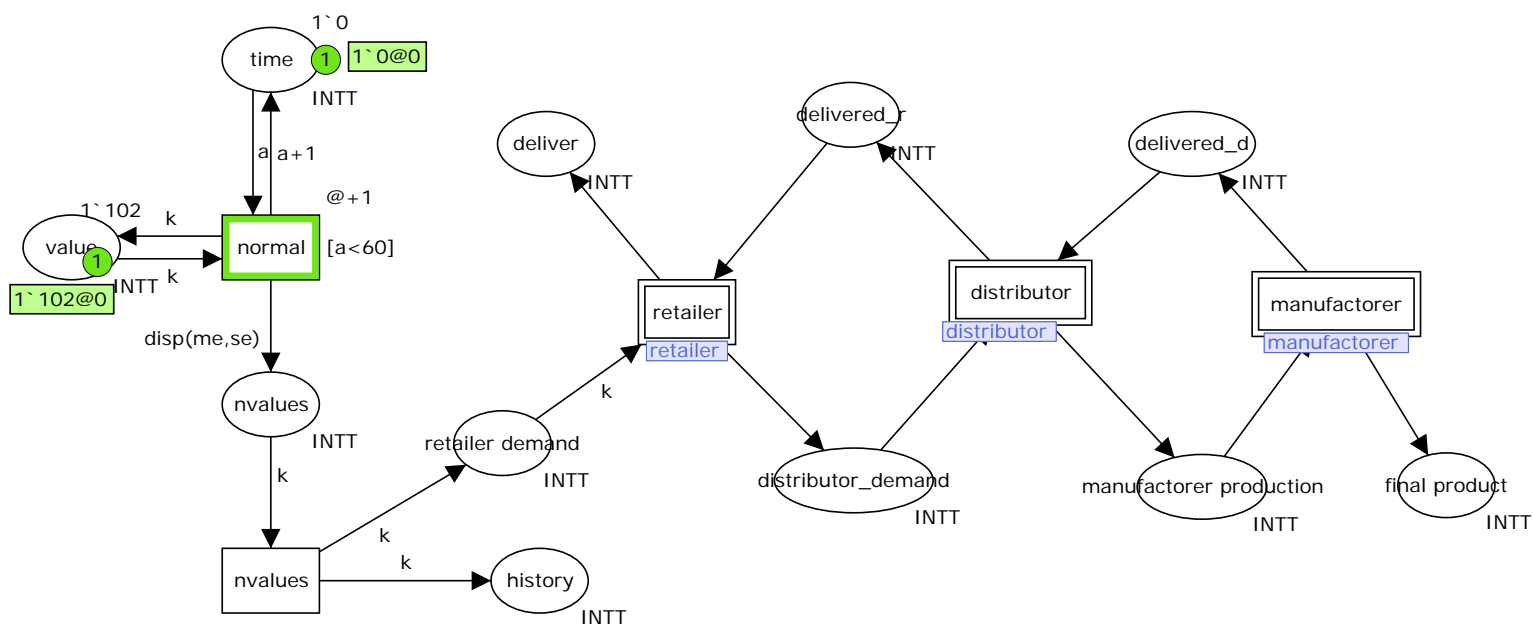 1`0
time
1
1`0@0
INTT
a
a+1
@+1
1`102
k
value
1
normal
[a<60]
INTT
k
1`102@0
disp(me,se)
nvalues
INTT
k
nvalues
k
k
history
INTT
retailer demand
INTT
k
deliver
INTT
retailer
retailer
delivered_r
INTT
distributor_demand
INTT
distributor
distributor
delivered_d
INTT
manufactorer production
INTT
manufactorer
manufactorer
final product
INTT